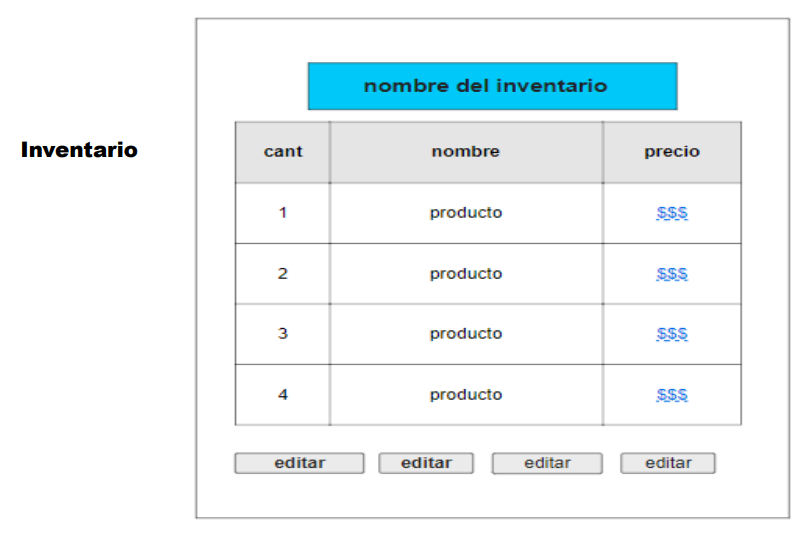 nombre del inventario
Inventario
cant nombre precio
1 producto $$$
2 producto $$$
3 producto $$$
4 producto $$$
editar editar editar editar